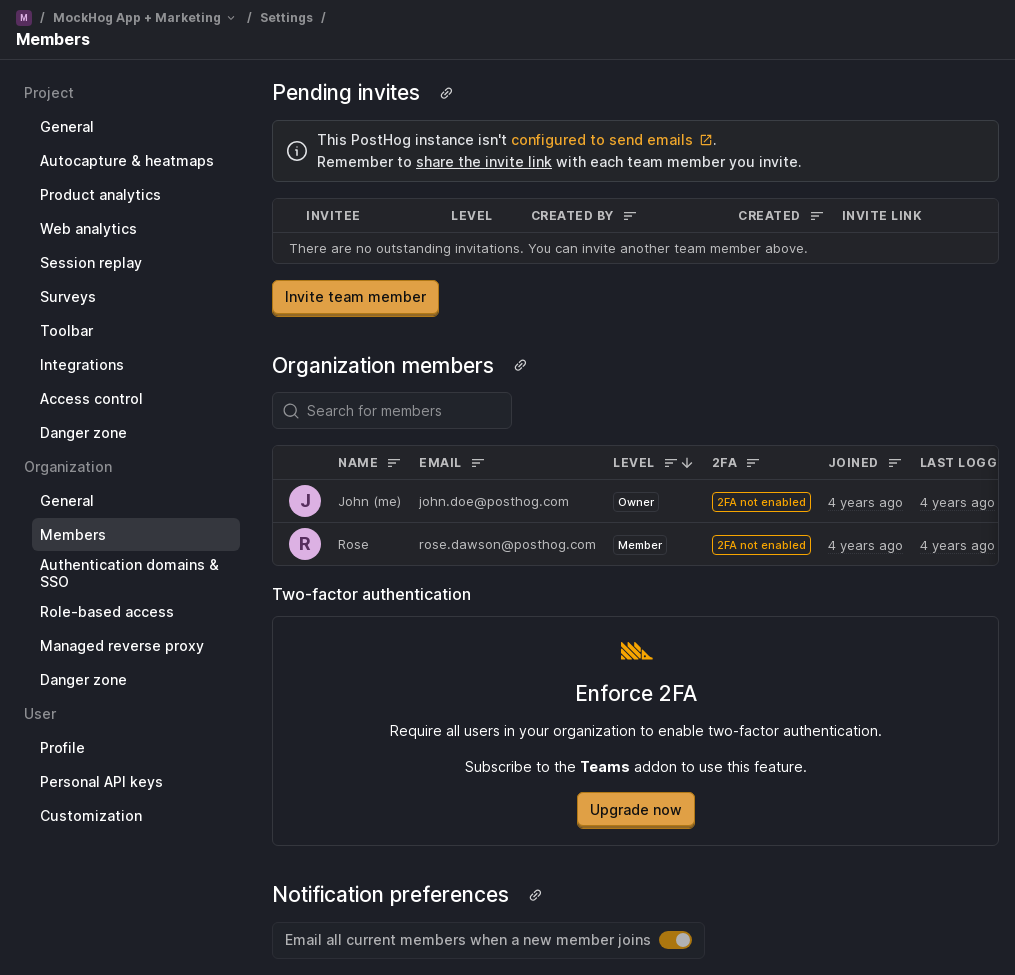 M / MockHog App + Marketing / Settings /
Members
Project
General
Autocapture & heatmaps
Product analytics
Web analytics
Session replay
Surveys
Toolbar
Integrations
Access control
Danger zone
Organization
General
Members
Authentication domains &
SSO
Role-based access
Managed reverse proxy
Danger zone
User
Profile
Personal API keys
Customization
Pending invites
This PostHog instance isn't configured to send emails .
Remember to share the invite link with each team member you invite.
INVITEE LEVEL CREATED BY CREATED INVITE LINK
There are no outstanding invitations. You can invite another team member above.
Invite team member
Organization members
Search for members
NAME EMAIL LEVEL 2FA JOINED LAST LOGG
J John (me) john.doe@posthog.com Owner 2FA not enabled 4 years ago 4 years ago
R Rose rose.dawson@posthog.com Member 2FA not enabled 4 years ago 4 years ago
Two-factor authentication
Enforce 2FA
Require all users in your organization to enable two-factor authentication.
Subscribe to the Teams addon to use this feature.
Upgrade now
Notification preferences
Email all current members when a new member joins